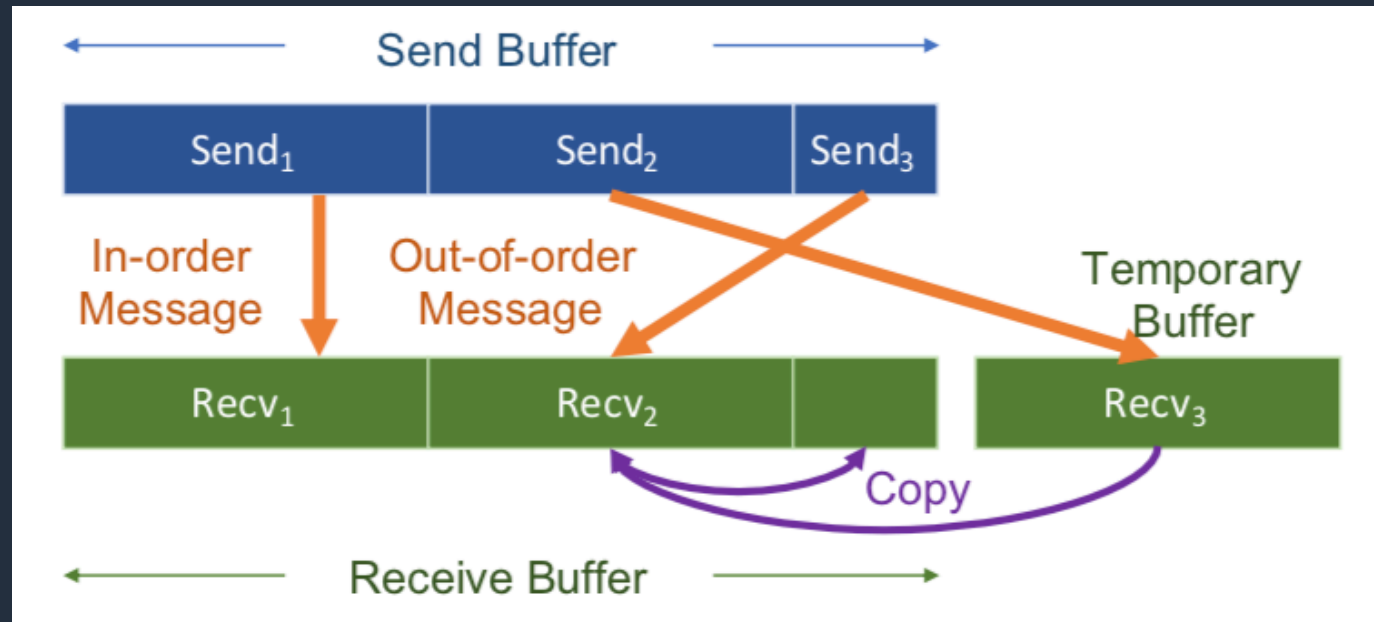 Send Buffer
Send₁ Send₂ Send₃
In-order
Message
Out-of-order
Message
Temporary
Buffer
Recv₁ Recv₂ Recv₃
Copy
Receive Buffer